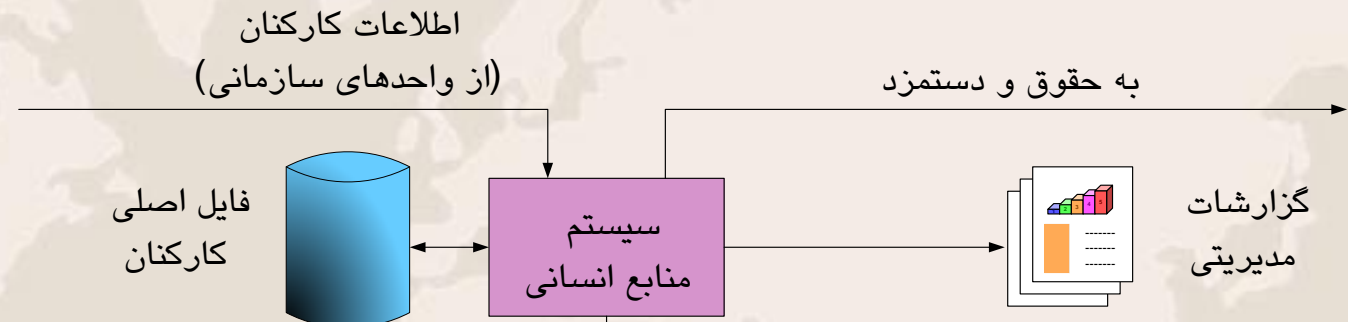 اطلاعات کارکنان
(از واحدهای سازمانی)
به حقوق و دستمزد
فایل اصلی
کارکنان
سیستم
منابع انسانی
گزارشات
مدیریتی